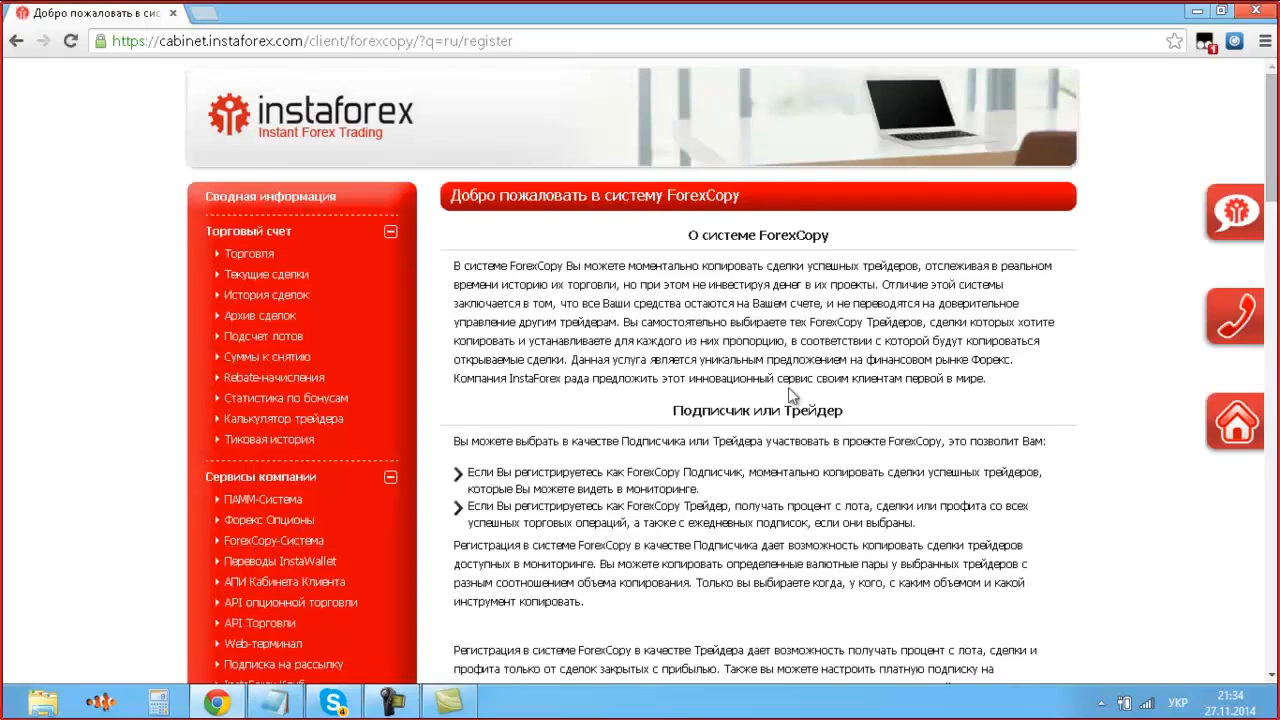 Добро пожаловать в сис
https://cabinet.instaforex.com/client/forexcopy/?q=ru/register
1
instaforex
Instant Forex Trading
Сводная информация
Торговый счет
Торговля
Текущие сделки
История сделок
Архив сделок
Подсчет лотов
Суммы к снятию
Rebate-начисления
Статистика по бонусам
Калькулятор трейдера
Тиковая история
Сервисы компании
ПАММ-Система
Форекс Опционы
ForexCopy-Система
Переводы InstaWallet
АПИ Кабинета Клиента
API опционной торговли
API Торговли
Web-терминал
Подписка на рассылку
Добро пожаловать в систему ForexCopy
О системе ForexCopy
В системе ForexCopy Вы можете моментально копировать сделки успешных трейдеров, отслеживая в реальном
времени историю их торговли, но при этом не инвестируя денег в их проекты. Отличие этой системы
заключается в том, что все Ваши средства остаются на Вашем счете, и не переводятся на доверительное
управление другим трейдерам. Вы самостоятельно выбираете тех ForexCopy Трейдеров, сделки которых хотите
копировать и устанавливаете для каждого из них пропорцию, в соответствии с которой будут копироваться
открываемые сделки. Данная услуга является уникальным предложением на финансовом рынке Форекс.
Компания InstaForex рада предложить этот инновационный сервис своим клиентам первой в мире.
Подписчик или Трейдер
Вы можете выбрать в качестве Подписчика или Трейдера участвовать в проекте ForexCopy, это позволит Вам:
Если Вы регистрируетесь как ForexCopy Подписчик, моментально копировать сделки успешных трейдеров,
которые Вы можете видеть в мониторинге.
Если Вы регистрируетесь как ForexCopy Трейдер, получать процент с лота, сделки или профита со всех
успешных торговых операций, а также с ежедневных подписок, если они выбраны.
Регистрация в системе ForexCopy в качестве Подписчика дает возможность копировать сделки трейдеров
доступных в мониторинге. Вы можете копировать определенные валютные пары у выбранных трейдеров с
разным соотношением объема копирования. Только вы выбираете когда, у кого, с каким объемом и какой
инструмент копировать.
Регистрация в системе ForexCopy в качестве Трейдера дает возможность получать процент с лота, сделки и
профита только от сделок закрытых с прибылью. Также вы можете настроить платную подписку на
4
УКР
21:34
27.11.2014